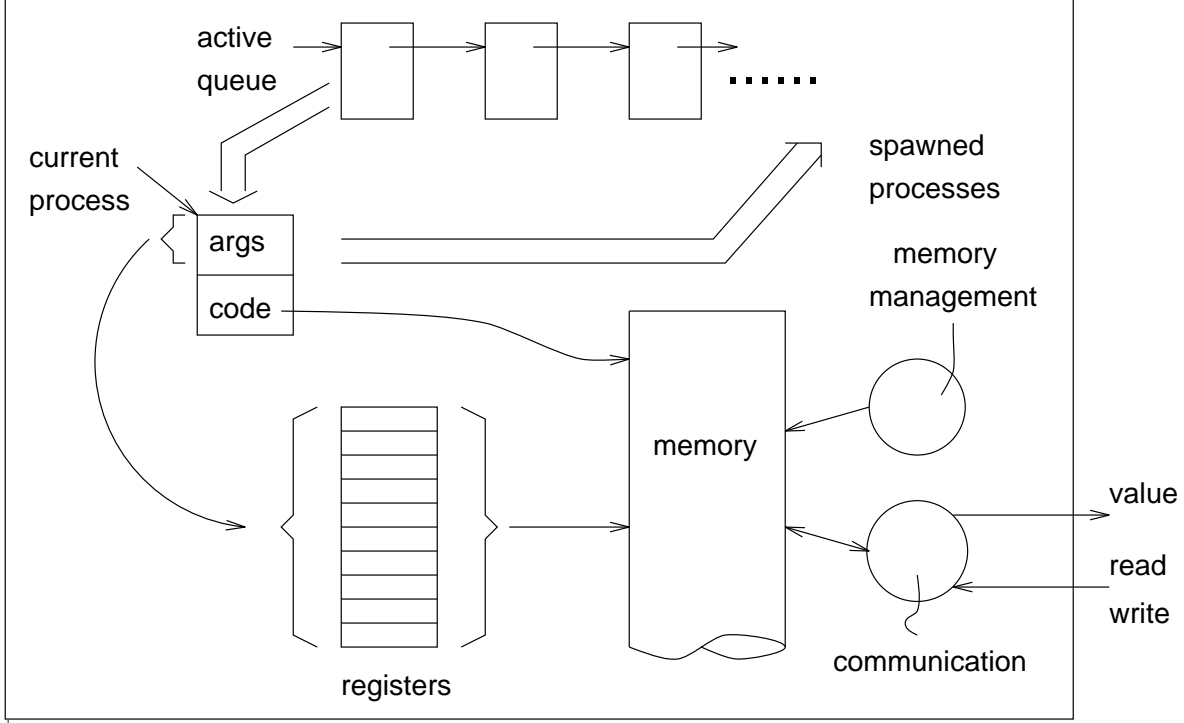 active
queue
current
process
spawned
processes
args
memory
management
code
memory
value
read
write
communication
registers